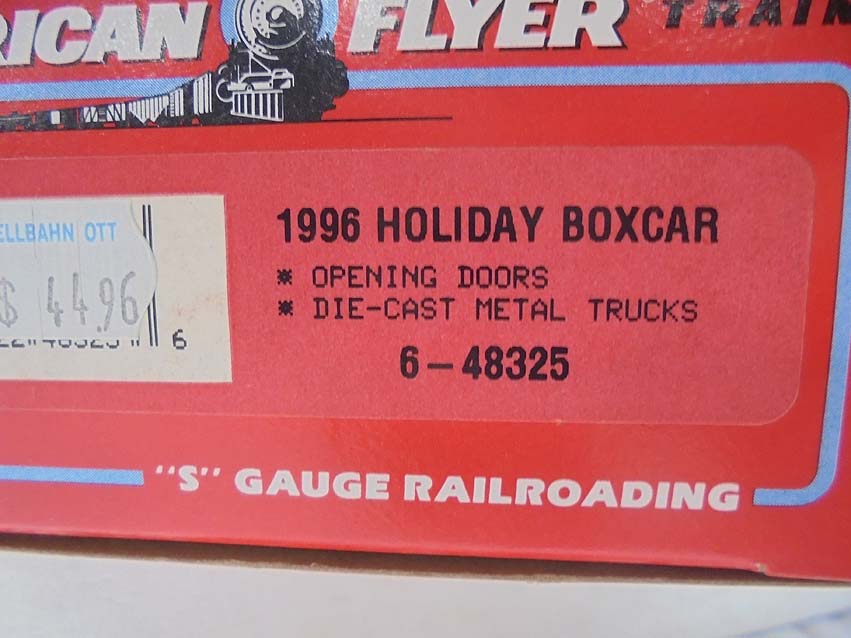 RICAN FLYER TRAIN
ELLBAHN OTT
$ 44.96
6
1996 HOLIDAY BOXCAR
* OPENING DOORS
* DIE-CAST METAL TRUCKS
6-48325
"S" GAUGE RAILROADING